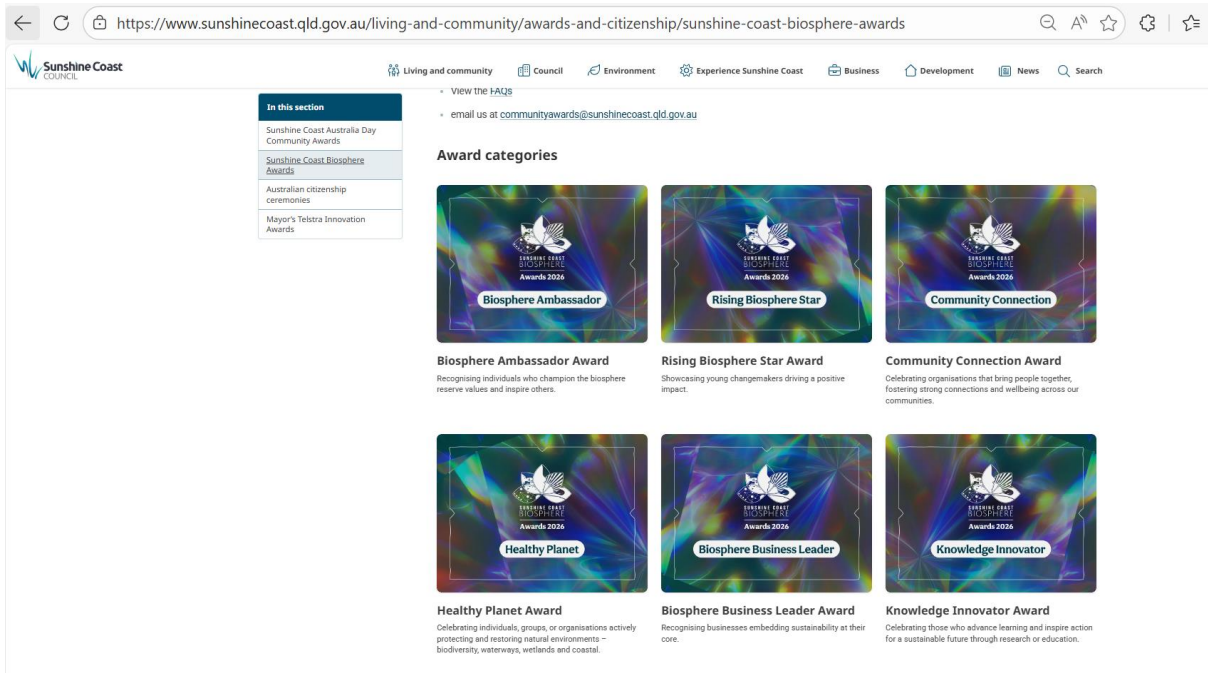 https://www.sunshinecoast.qld.gov.au/living-and-community/awards-and-citizenship/sunshine-coast-biosphere-awards
Sunshine Coast
COUNCIL
Living and community
Council
Environment
Experience Sunshine Coast
Business
Development
News
Search
In this section
Sunshine Coast Australia Day
Community Awards
Sunshine Coast Biosphere
Awards
Australian citizenship
ceremonies
Mayor's Telstra Innovation
Awards
View the FAQs
email us at communityawards@sunshinecoast.qld.gov.au
Award categories
SUNSHINE COAST
BIOSPHERE
Awards 2026
Biosphere Ambassador
SUNSHINE COAST
BIOSPHERE
Awards 2026
Rising Biosphere Star
SUNSHINE COAST
BIOSPHERE
Awards 2026
Community Connection
Biosphere Ambassador Award
Recognising individuals who champion the biosphere
reserve values and inspire others.
Rising Biosphere Star Award
Showcasing young changemakers driving a positive
impact.
Community Connection Award
Celebrating organisations that bring people together,
fostering strong connections and wellbeing across our
communities.
SUNSHINE COAST
BIOSPHERE
Awards 2026
Healthy Planet
SUNSHINE COAST
BIOSPHERE
Awards 2026
Biosphere Business Leader
SUNSHINE COAST
BIOSPHERE
Awards 2026
Knowledge Innovator
Healthy Planet Award
Celebrating individuals, groups, or organisations actively
protecting and restoring natural environments –
biodiversity, waterways, wetlands and coastal.
Biosphere Business Leader Award
Recognising businesses embedding sustainability at their
core.
Knowledge Innovator Award
Celebrating those who advance learning and inspire action
for a sustainable future through research or education.